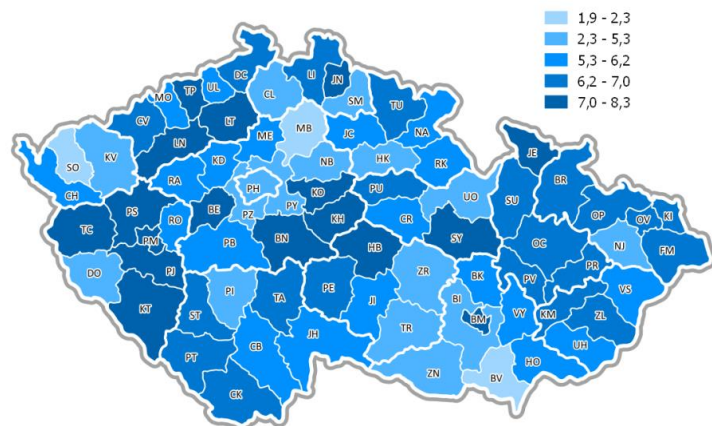 1,9 - 2,3
2,3 - 5,3
5,3 - 6,2
6,2 - 7,0
7,0 - 8,3
DC
LI
JN
MO
TP
UL
CL
SM
TU
CV
LT
LN
MB
ME
JC
NA
SO
KV
KD
NB
HK
RK
JE
CH
RA
PH
KO
PU
UO
BR
PS
BE
PZ
PY
SU
OP
OV
KI
TC
RO
KH
CR
PM
PB
BN
HB
SY
OC
NJ
FM
DO
PJ
ZR
BK
PV
PR
VS
KT
ST
PI
TA
PE
JI
BI
BM
VY
KM
ZL
PT
CB
JH
TR
HO
UH
CK
ZN
BV